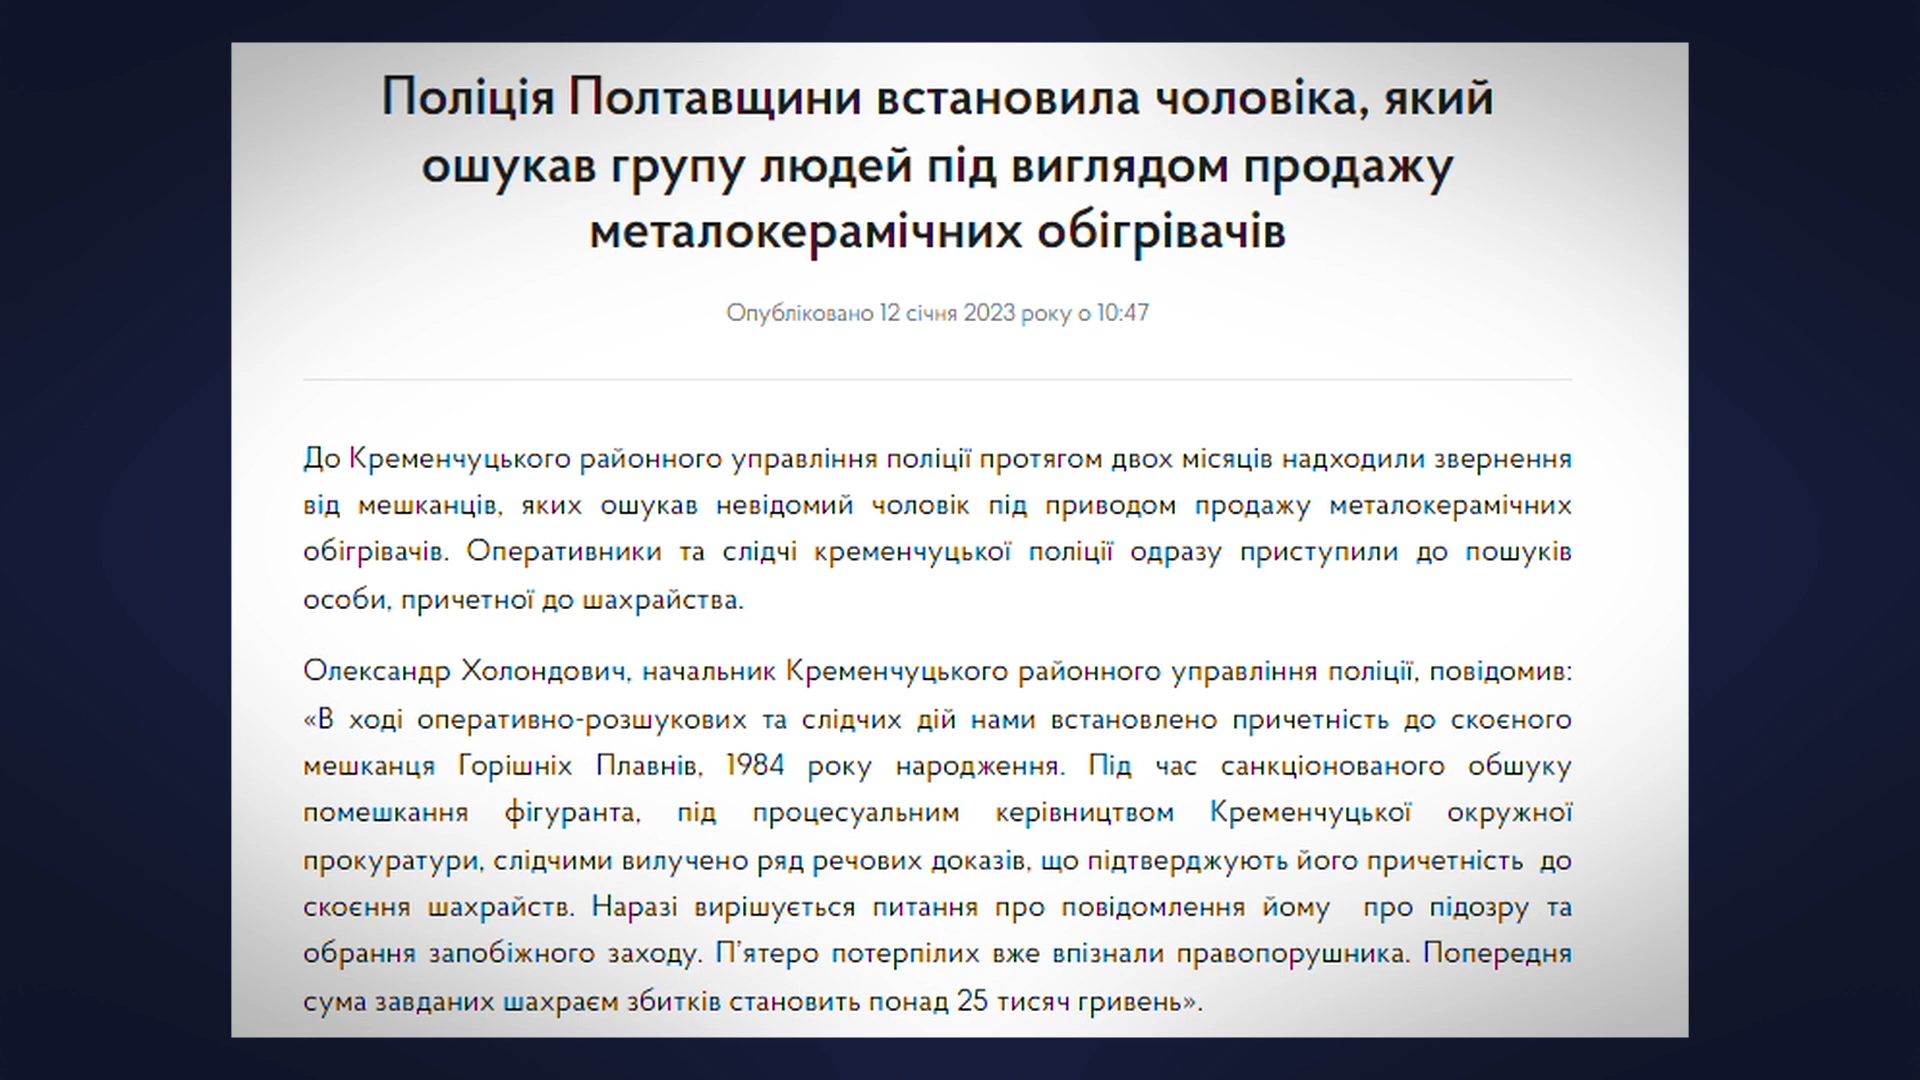 Поліція Полтавщини встановила чоловіка, який
ошукав групу людей під виглядом продажу
металокерамічних обігрівачів
Опубліковано 12 січня 2023 року о 10:47
До Кременчуцького районного управління поліції протягом двох місяців надходили звернення
від мешканців, яких ошукав невідомий чоловік під приводом продажу металокерамічних
обігрівачів. Оперативники та слідчі кременчуцької поліції одразу приступили до пошуків
особи, причетної до шахрайства.
Олександр Холондович, начальник Кременчуцького районного управління поліції, повідомив:
«В ході оперативно-розшукових та слідчих дій нами встановлено причетність до скоєного
мешканця Горішніх Плавнів, 1984 року народження. Під час санкціонованого обшуку
помешкання фігуранта, під процесуальним керівництвом Кременчуцької окружної
прокуратури, слідчими вилучено ряд речових доказів, що підтверджують його причетність до
скоєння шахрайств. Наразі вирішується питання про повідомлення йому про підозру та
обрання запобіжного заходу. П’ятеро потерпілих вже впізнали правопорушника. Попередня
сума завданих шахраєм збитків становить понад 25 тисяч гривень».